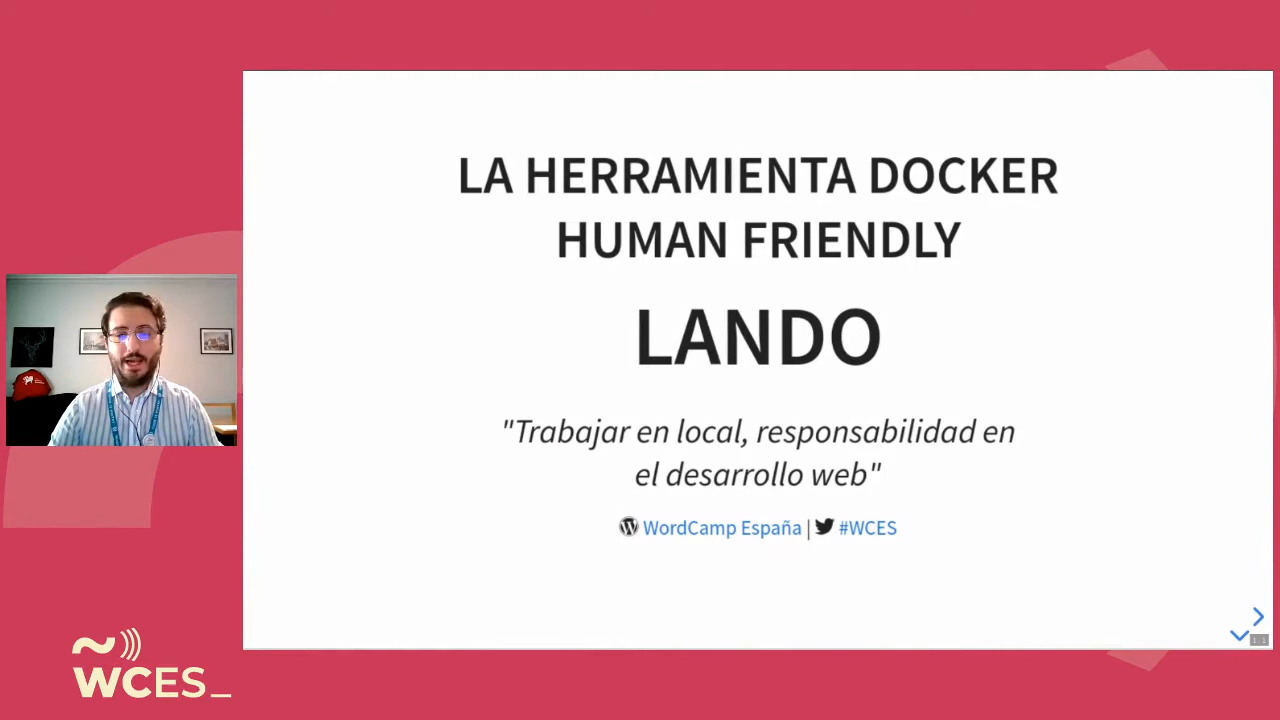 LA HERRAMIENTA DOCKER
HUMAN FRIENDLY
LANDO
"Trabajar en local, responsabilidad en
el desarrollo web"
WordCamp España | #WCES
WCES_